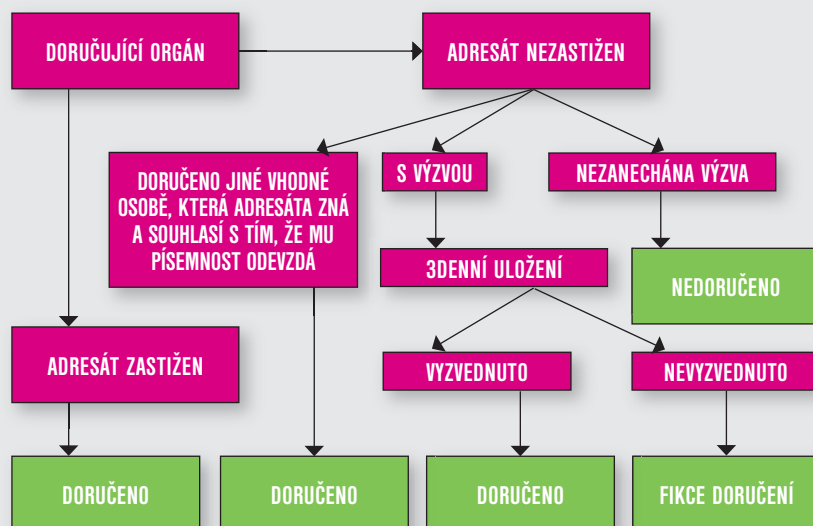 DORUČUJÍCÍ ORGÁN
ADRESÁT NEZASTIŽEN
DORUČENO JINÉ VHODNÉ
OSOBĚ, KTERÁ ADRESÁTA ZNÁ
A SOUHLASÍ S TÍM, ŽE MU
PÍSEMNOST ODEVZDÁ
S VÝZVOU
NEZANECHÁNA VÝZVA
3DENNÍ ULOŽENÍ
NEDORUČENO
ADRESÁT ZASTIŽEN
VYZVEDNUTO
NEVYZVEDNUTO
DORUČENO
DORUČENO
DORUČENO
FIKCE DORUČENÍ